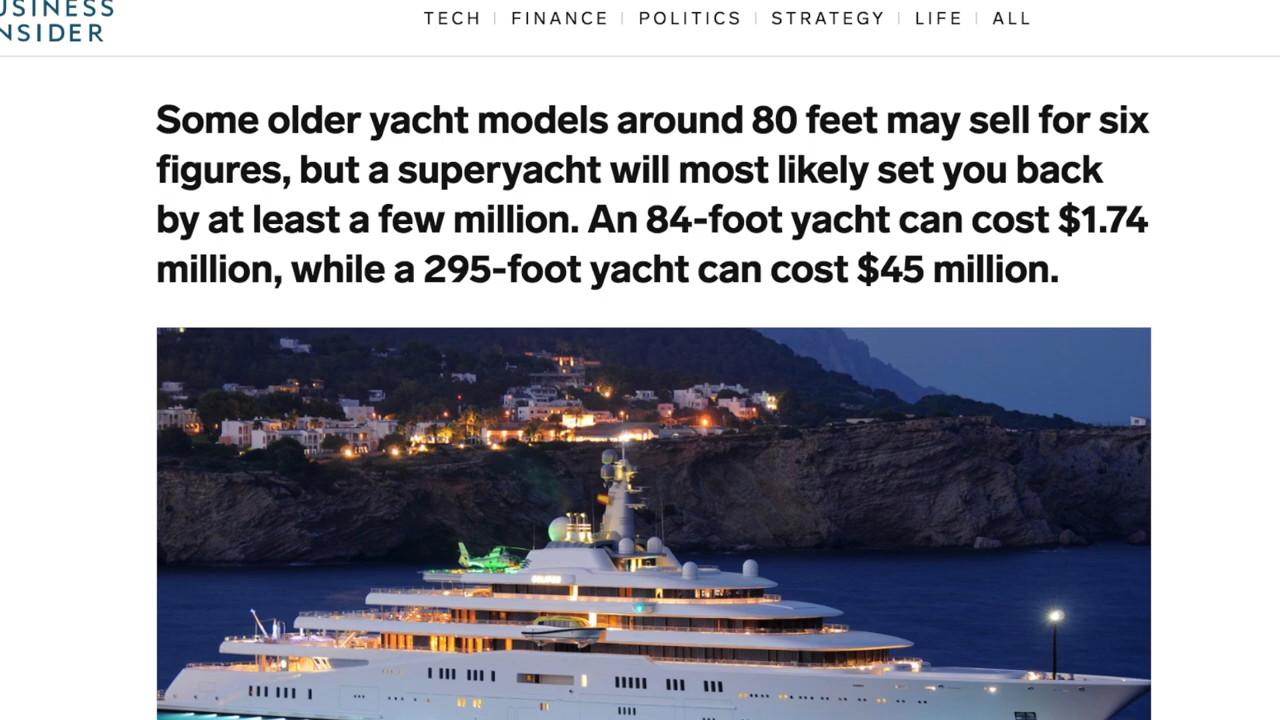 USINESS
NSIDER
TECH | FINANCE | POLITICS | STRATEGY | LIFE | ALL
Some older yacht models around 80 feet may sell for six
figures, but a superyacht will most likely set you back
by at least a few million. An 84-foot yacht can cost $1.74
million, while a 295-foot yacht can cost $45 million.